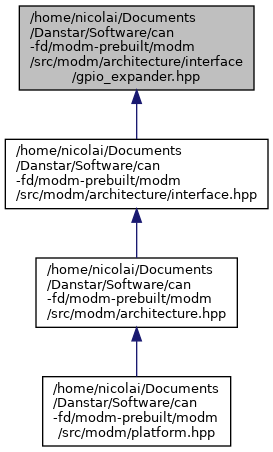 /home/nicolai/Documents
/Danstar/Software/can
-fd/modm-prebuilt/modm
/src/modm/architecture/interface
/gpio_expander.hpp
/home/nicolai/Documents
/Danstar/Software/can
-fd/modm-prebuilt/modm
/src/modm/architecture/interface.hpp
/home/nicolai/Documents
/Danstar/Software/can
-fd/modm-prebuilt/modm
/src/modm/architecture.hpp
/home/nicolai/Documents
/Danstar/Software/can
-fd/modm-prebuilt/modm
/src/modm/platform.hpp